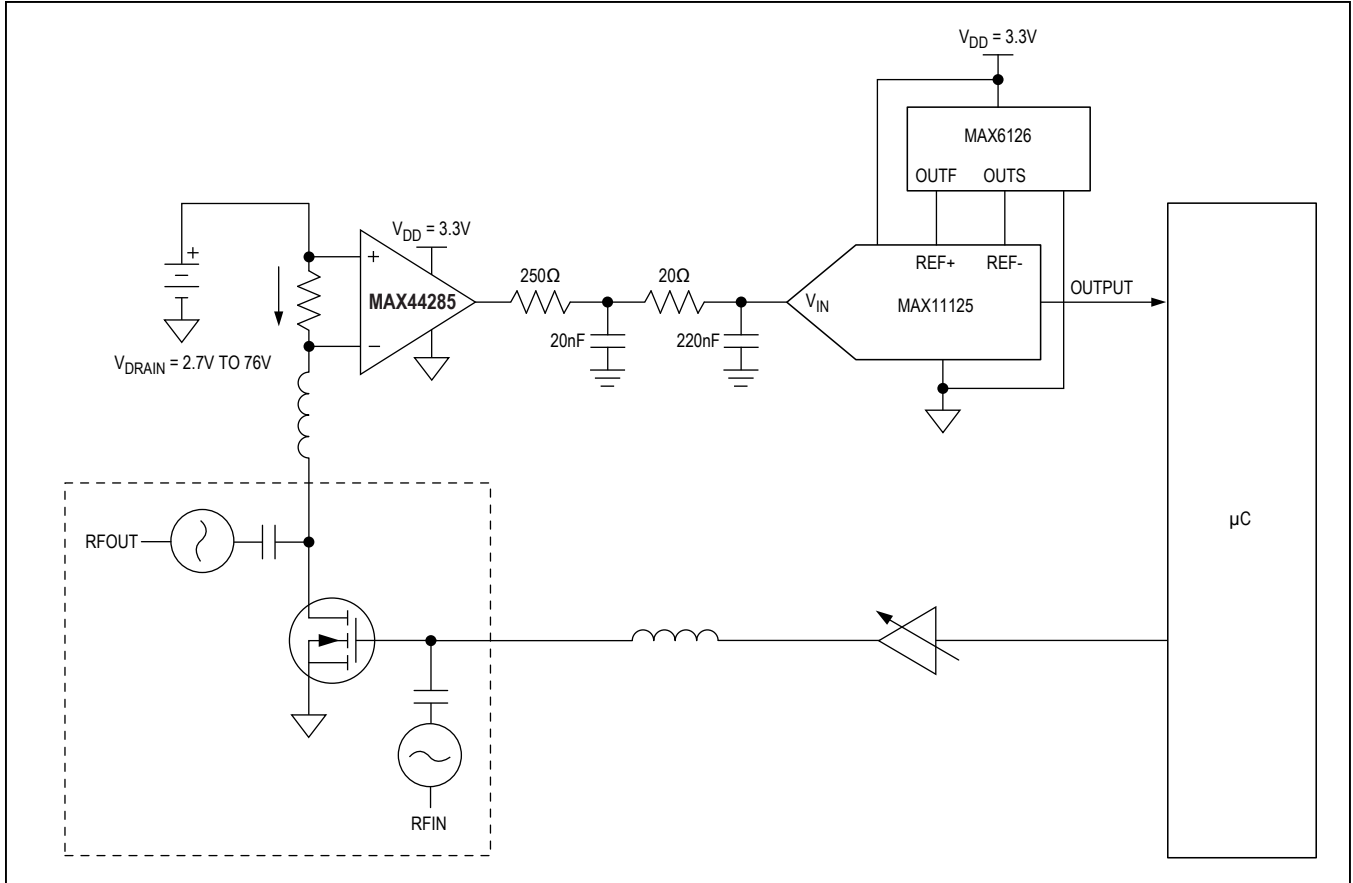 V_DD = 3.3V
MAX6126
OUTF OUTS
V_DD = 3.3V
+
+
MAX44285
−
250Ω
20Ω
20nF
220nF
REF+ REF-
V_IN
MAX11125
OUTPUT
V_DRAIN = 2.7V TO 76V
µC
RFOUT
RFIN